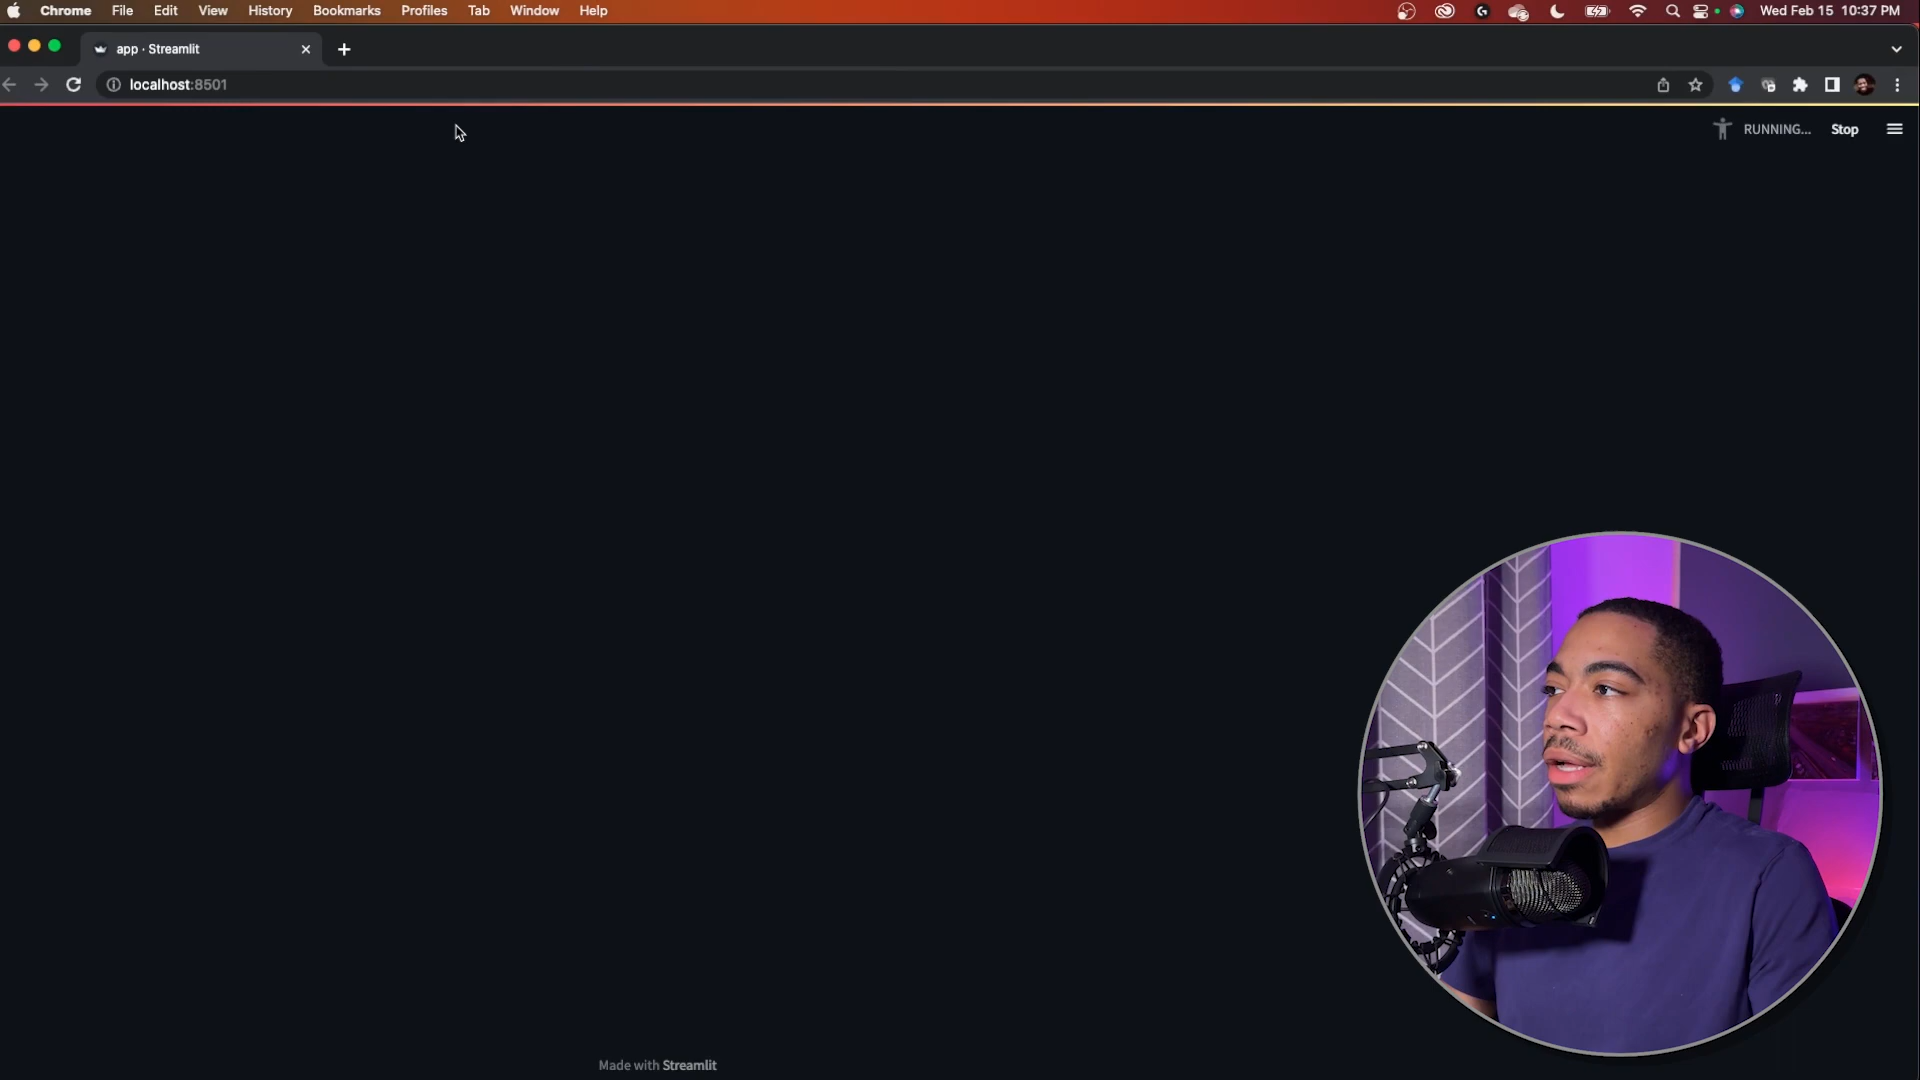 Chrome File Edit View History Bookmarks Profiles Tab Window Help Wed Feb 15 10:37 PM
app · Streamlit
localhost:8501
RUNNING... Stop
Made with Streamlit